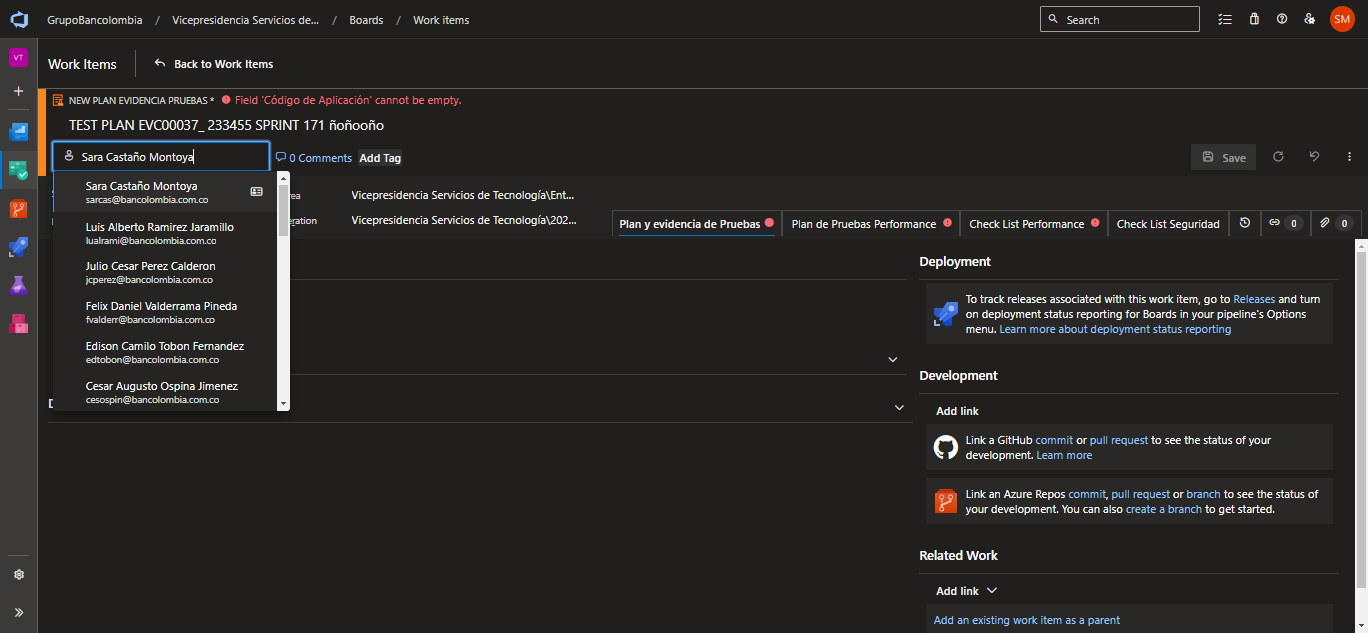 GrupoBancolombia / Vicepresidencia Servicios de... / Boards / Work items
Search
SM
VT
Work Items
Back to Work Items
NEW PLAN EVIDENCIA PRUEBAS * Field 'Código de Aplicación' cannot be empty.
TEST PLAN EVC00037_ 233455 SPRINT 171 ñoñooño
Sara Castaño Montoya
0 Comments
Add Tag
Save
Sara Castaño Montoya
sarcas@bancolombia.com.co
Luis Alberto Ramirez Jaramillo
lualrami@bancolombia.com.co
Julio Cesar Perez Calderon
jcperez@bancolombia.com.co
Felix Daniel Valderrama Pineda
fvalderr@bancolombia.com.co
Edison Camilo Tobon Fernandez
edtobon@bancolombia.com.co
Cesar Augusto Ospina Jimenez
cesospin@bancolombia.com.co
rea
Vicepresidencia Servicios de Tecnología\Ent...
eration
Vicepresidencia Servicios de Tecnología\202...
Plan y evidencia de Pruebas
Plan de Pruebas Performance
Check List Performance
Check List Seguridad
0
0
Deployment
To track releases associated with this work item, go to Releases and turn
on deployment status reporting for Boards in your pipeline's Options
menu. Learn more about deployment status reporting
Development
Add link
Link a GitHub commit or pull request to see the status of your
development. Learn more
Link an Azure Repos commit, pull request or branch to see the status of
your development. You can also create a branch to get started.
Related Work
Add link
Add an existing work item as a parent